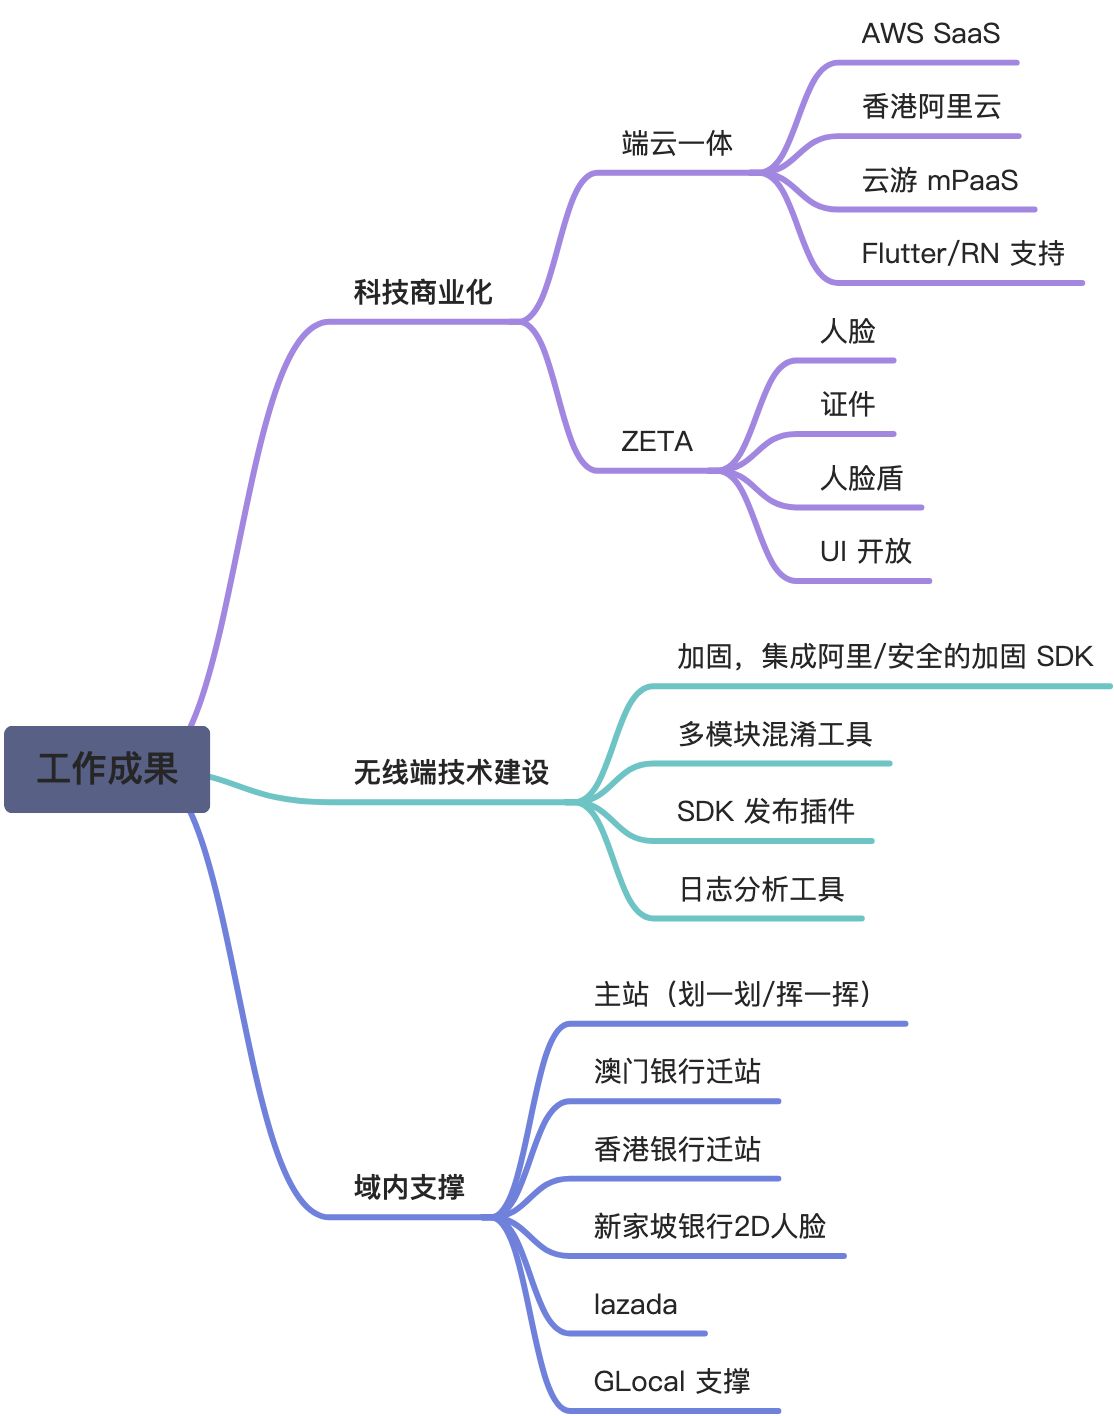 工作成果
科技商业化
端云一体
AWS SaaS
香港阿里云
云游 mPaaS
Flutter/RN 支持
ZETA
人脸
证件
人脸盾
UI 开放
无线端技术建设
加固，集成阿里/安全的加固 SDK
多模块混淆工具
SDK 发布插件
日志分析工具
域内支撑
主站（划一划/挥一挥）
澳门银行迁站
香港银行迁站
新家坡银行2D人脸
lazada
GLocal 支撑